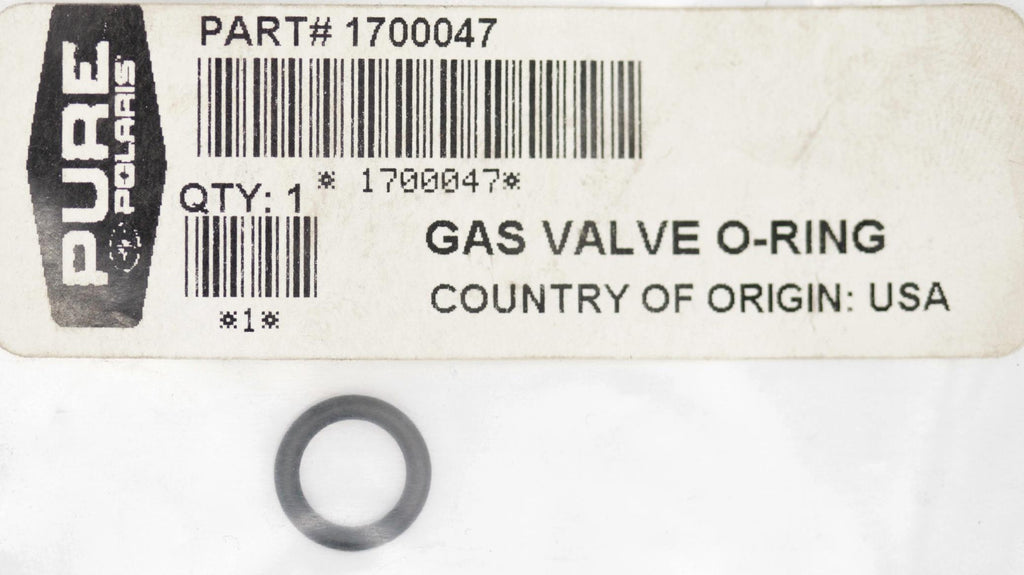 PURE
POLARIS
PART# 1700047
* 1700047*
QTY: 1
*1*
GAS VALVE O-RING
COUNTRY OF ORIGIN: USA